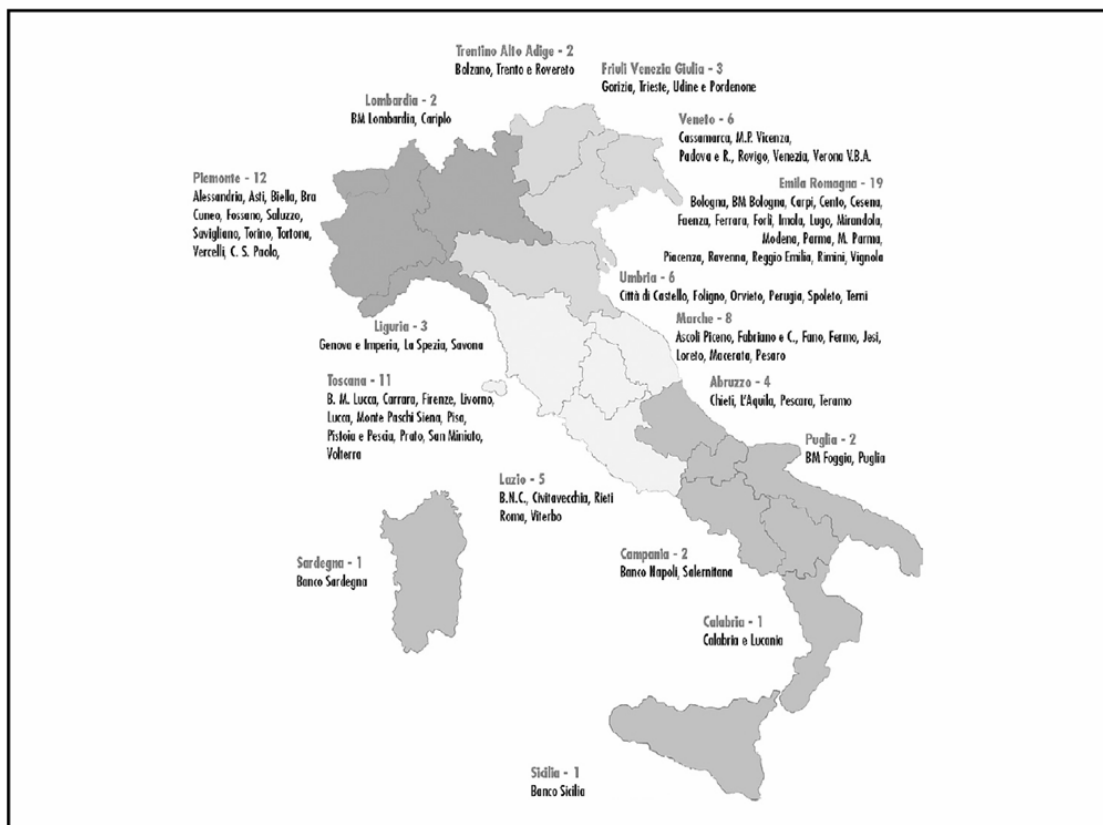 Trentino Alto Adige - 2
Bolzano, Trento e Rovereto
Friuli Venezia Giulia - 3
Gorizia, Trieste, Udine e Pordenone
Lombardia - 2
BM Lombardia, Cariplo
Veneto - 6
Cassamarca, M.P. Vicenza,
Padova e R., Rovigo, Venezia, Verona V.B.A.
Piemonte - 12
Alessandria, Asti, Biella, Bra
Cuneo, Fossano, Saluzzo,
Savigliano, Torino, Tortona,
Vercelli, C. S. Paolo,
Emila Romagna - 19
Bologna, BM Bologna, Carpi, Cento, Cesena,
Faenza, Ferrara, Forlì, Imola, Lugo, Mirandola,
Modena, Parma, M. Parma,
Piacenza, Ravenna, Reggio Emilia, Rimini, Vignola
Umbria - 6
Città di Castello, Foligno, Orvieto, Perugia, Spoleto, Terni
Marche - 8
Ascoli Piceno, Fabriano e C., Fano, Fermo, Jesi,
Loreto, Macerata, Pesaro
Liguria - 3
Genova e Imperia, La Spezia, Savona
Toscana - 11
B. M. Lucca, Carrara, Firenze, Livorno,
Lucca, Monte Paschi Siena, Pisa,
Pistoia e Pescia, Prato, San Miniato,
Volterra
Abruzzo - 4
Chieti, L'Aquila, Pescara, Teramo
Puglia - 2
BM Foggia, Puglia
Lazio - 5
B.N.C., Civitavecchia, Rieti
Roma, Viterbo
Sardegna - 1
Banco Sardegna
Campania - 2
Banco Napoli, Salernitana
Calabria - 1
Calabria e Lucania
Sicilia - 1
Banco Sicilia